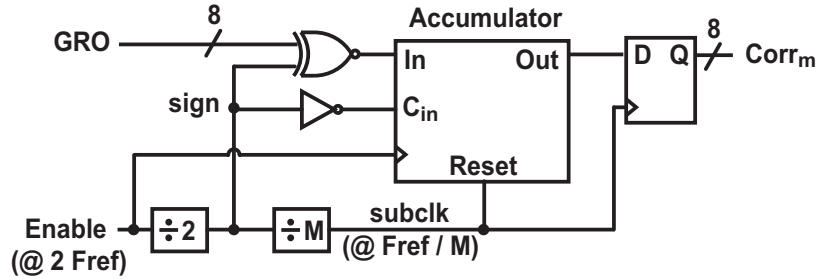 Accumulator
8
GRO
In
Out
D
Q
8
Corrm
sign
Cin
Reset
Enable
(@ 2 Fref)
÷2
÷M
subclk
(@ Fref / M)